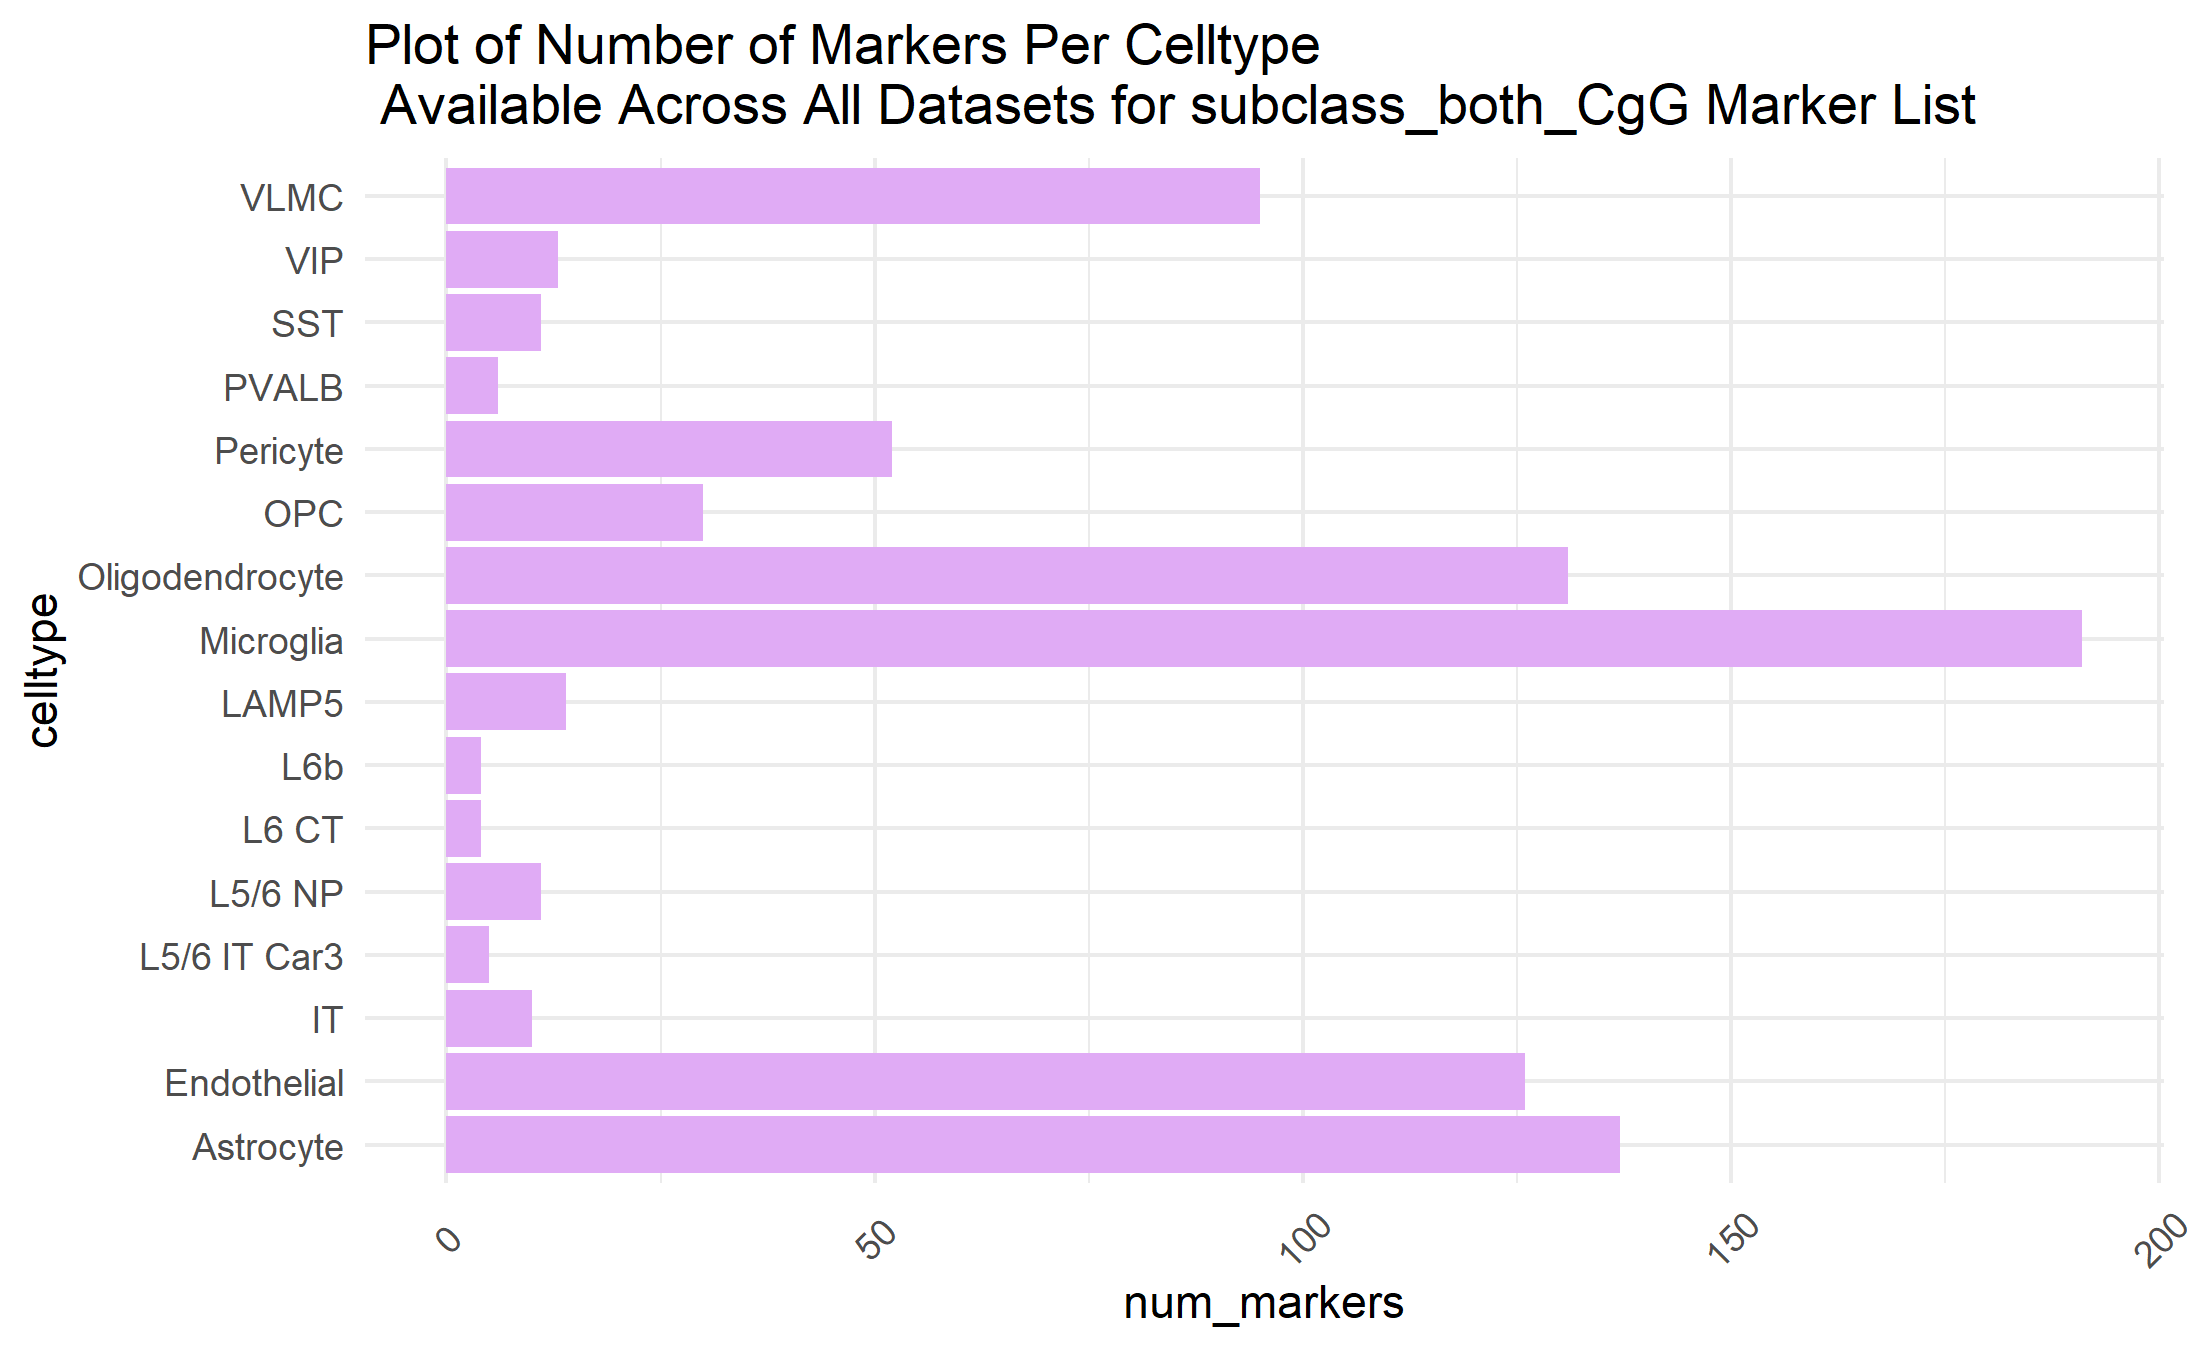 Plot of Number of Markers Per Celltype
Available Across All Datasets for subclass_both_CgG Marker List
VLMC
VIP
SST
PVALB
Pericyte
OPC
Oligodendrocyte
Microglia
LAMP5
L6b
L6 CT
L5/6 NP
L5/6 IT Car3
IT
Endothelial
Astrocyte
celltype
0
50
100
150
200
num_markers